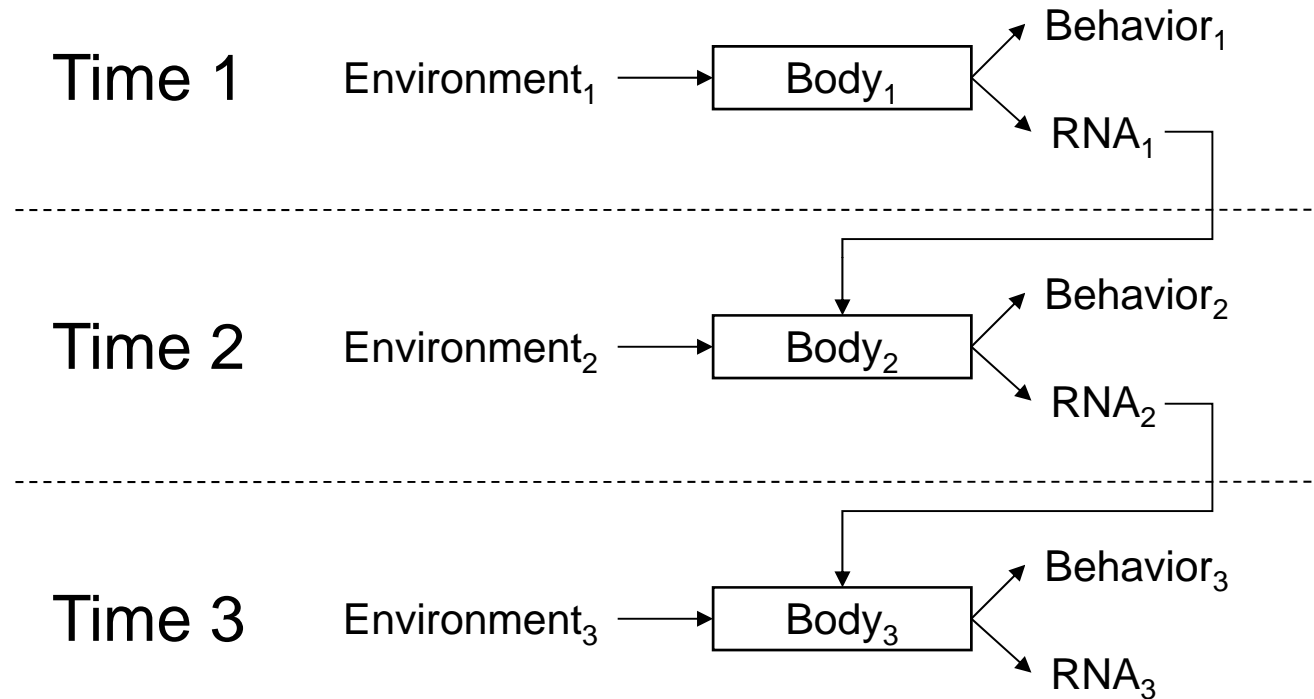 Behavior₁
Time 1 Environment₁ Body₁
RNA₁
Behavior₂
Time 2 Environment₂ Body₂
RNA₂
Behavior₃
Time 3 Environment₃ Body₃
RNA₃